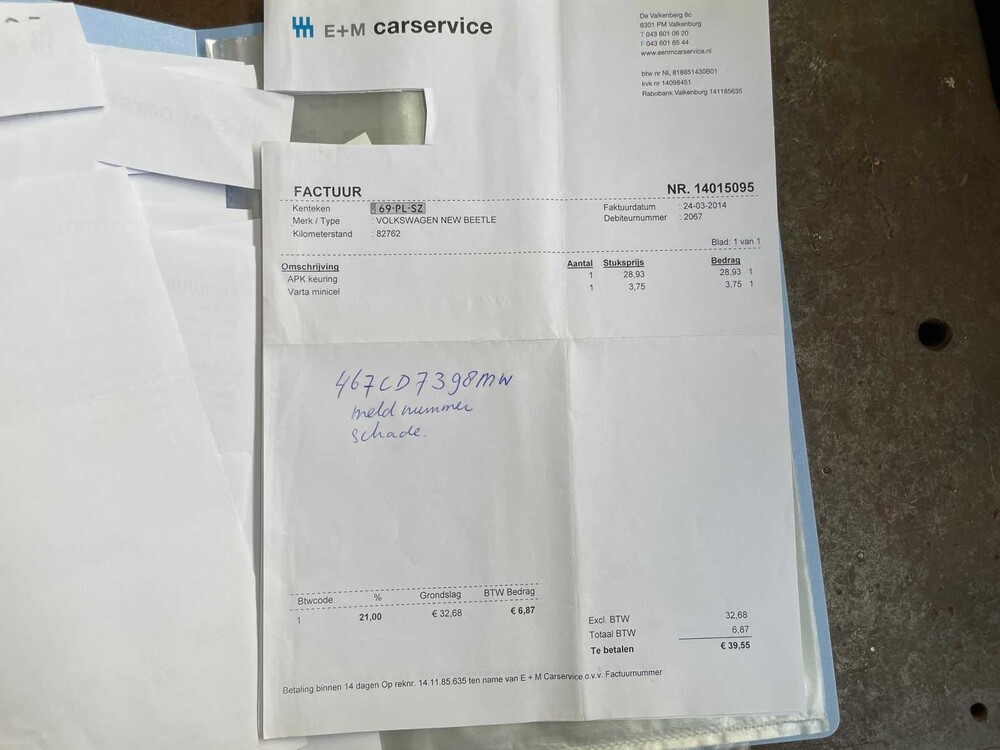 E+M carservice
De Valkenberg 8c
6301 PM Valkenburg
T 043 601 06 20
F 043 601 65 44
www.eenmcarservice.nl
btw nr NL 818851430B01
kvk nr 14098451
Rabobank Valkenburg 141185635
FACTUUR NR. 14015095
Kenteken : 69-PL-SZ Faktuurdatum : 24-03-2014
Merk / Type : VOLKSWAGEN NEW BEETLE Debiteurnummer : 2067
Kilometerstand : 82762
Blad: 1 van 1
Omschrijving Aantal Stuksprijs Bedrag
APK keuring 1 28,93 28,93 1
Varta minicel 1 3,75 3,75 1
467CD7398MW
meld nummer
schade.
Btwcode % Grondslag BTW Bedrag
1 21,00 € 32,68 € 6,87
Excl. BTW 32,68
Totaal BTW 6,87
Te betalen € 39,55
Betaling binnen 14 dagen Op reknr. 14.11.85.635 ten name van E + M Carservice o.v.v. Factuurnummer